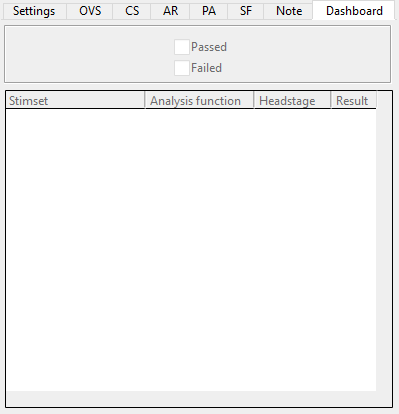 Settings OVS CS AR PA SF Note Dashboard
Passed
Failed
Stimset Analysis function Headstage Result